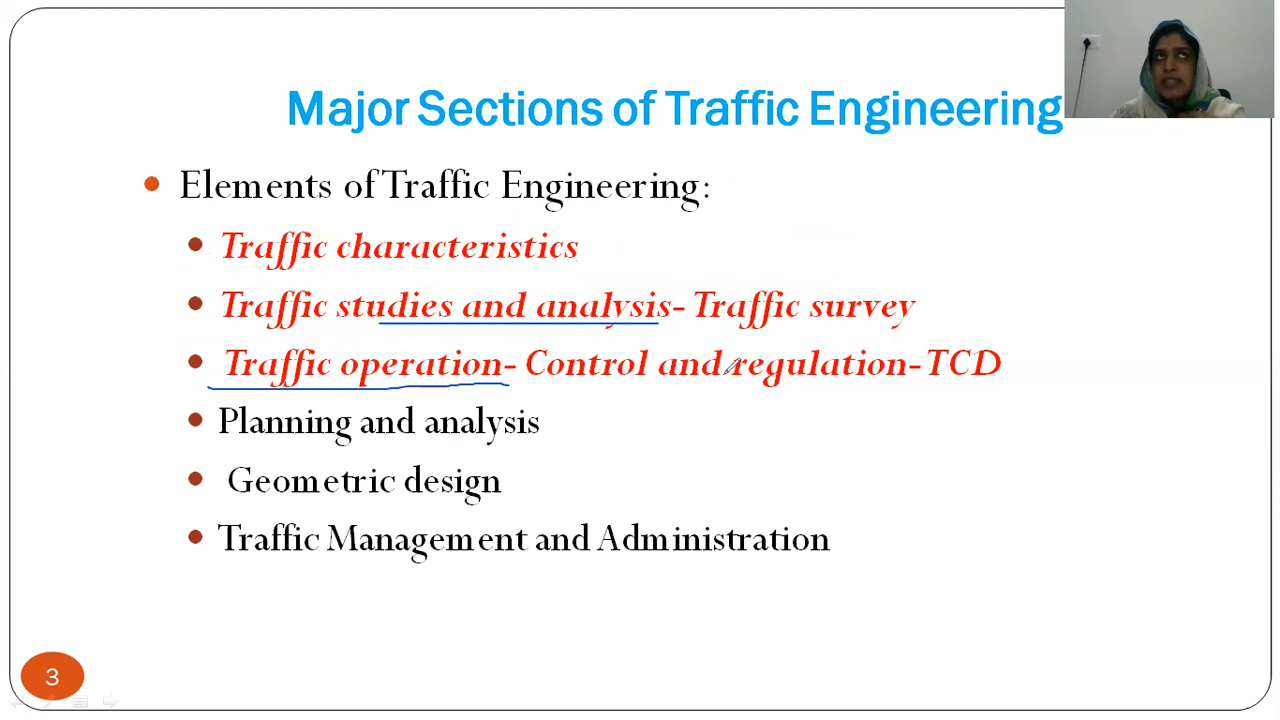 Major Sections of Traffic Engineering
Elements of Traffic Engineering:
Traffic characteristics
Traffic studies and analysis- Traffic survey
Traffic operation- Control and regulation-TCD
Planning and analysis
Geometric design
Traffic Management and Administration
3